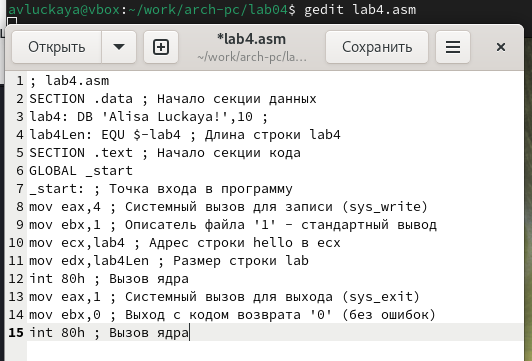 avluckaya@vbox:~/work/arch-pc/lab04$ gedit lab4.asm
Открыть
*lab4.asm
~/work/arch-pc/la…
Сохранить
1 ; lab4.asm
2 SECTION .data ; Начало секции данных
3 lab4: DB 'Alisa Luckaya!',10 ;
4 lab4Len: EQU $-lab4 ; Длина строки lab4
5 SECTION .text ; Начало секции кода
6 GLOBAL _start
7 _start: ; Точка входа в программу
8 mov eax,4 ; Системный вызов для записи (sys_write)
9 mov ebx,1 ; Описатель файла '1' - стандартный вывод
10 mov ecx,lab4 ; Адрес строки hello в ecx
11 mov edx,lab4Len ; Размер строки lab
12 int 80h ; Вызов ядра
13 mov eax,1 ; Системный вызов для выхода (sys_exit)
14 mov ebx,0 ; Выход с кодом возврата '0' (без ошибок)
15 int 80h ; Вызов ядра